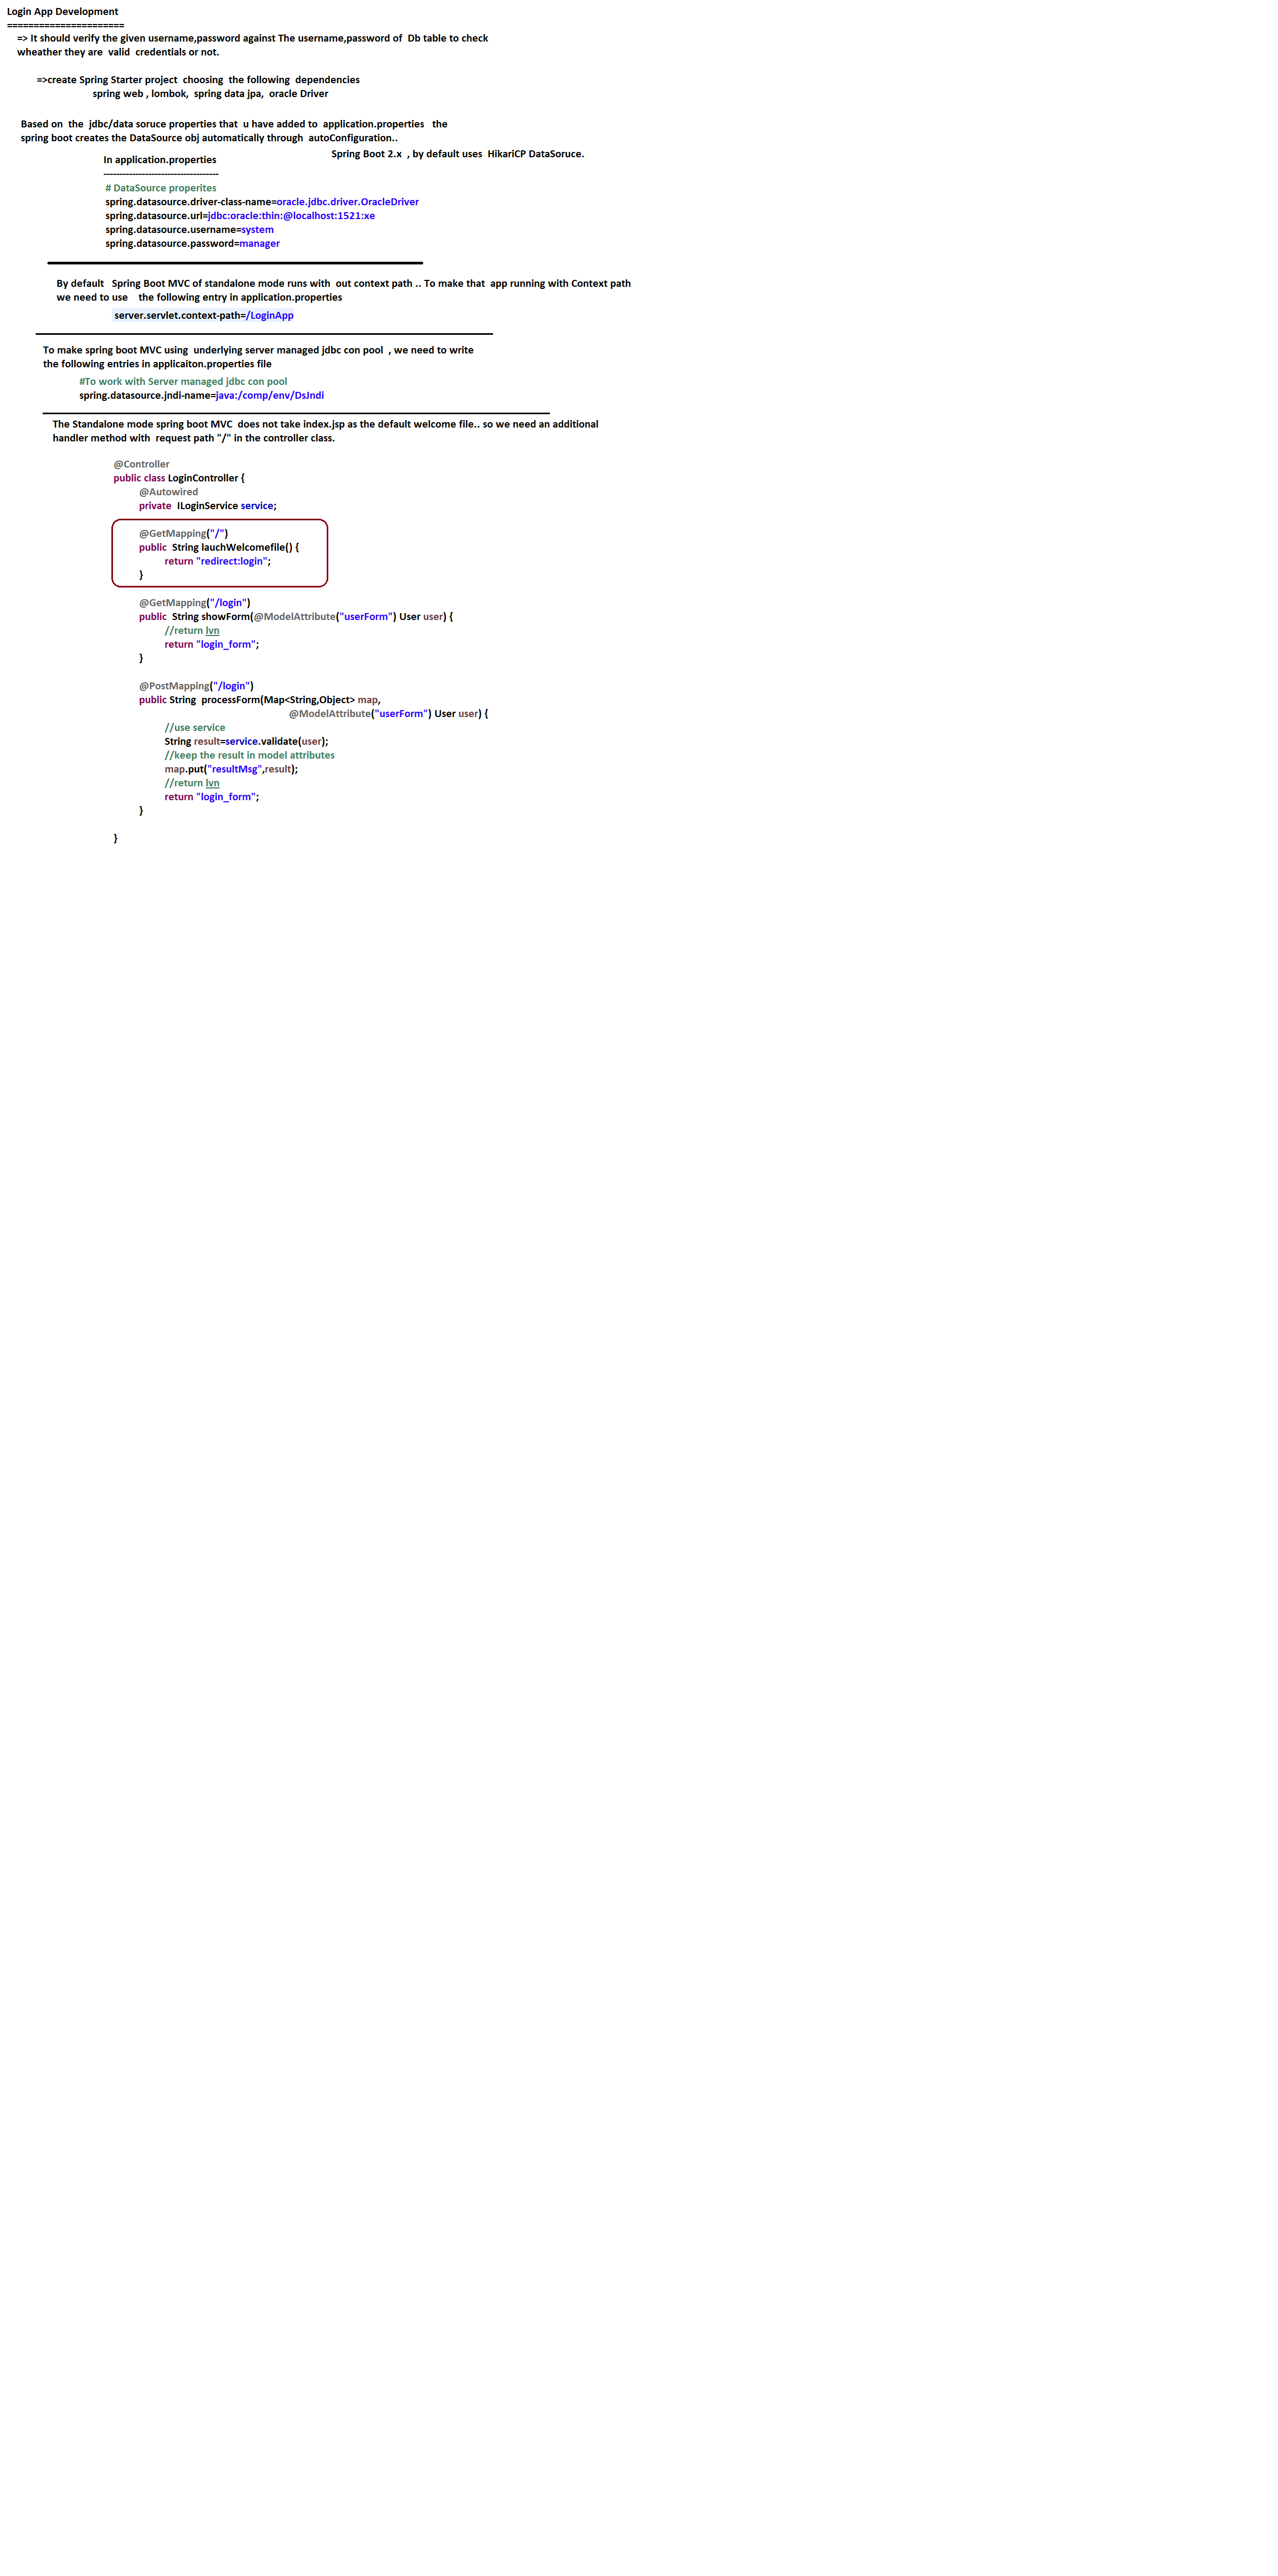 Login App Development
======================
=> It should verify the given username,password against The username,password of Db table to check
wheather they are valid credentials or not.
=>create Spring Starter project choosing the following dependencies
spring web , lombok, spring data jpa, oracle Driver
Based on the jdbc/data soruce properties that u have added to application.properties the
spring boot creates the DataSource obj automatically through autoConfiguration..
Spring Boot 2.x , by default uses HikariCP DataSoruce.
In application.properties
------------------------------------
# DataSource properites
spring.datasource.driver-class-name=oracle.jdbc.driver.OracleDriver
spring.datasource.url=jdbc:oracle:thin:@localhost:1521:xe
spring.datasource.username=system
spring.datasource.password=manager
By default Spring Boot MVC of standalone mode runs with out context path .. To make that app running with Context path
we need to use the following entry in application.properties
server.servlet.context-path=/LoginApp
To make spring boot MVC using underlying server managed jdbc con pool , we need to write
the following entries in applicaiton.properties file
#To work with Server managed jdbc con pool
spring.datasource.jndi-name=java:/comp/env/DsJndi
The Standalone mode spring boot MVC does not take index.jsp as the default welcome file.. so we need an additional
handler method with request path "/" in the controller class.
@Controller
public class LoginController {
@Autowired
private ILoginService service;
@GetMapping("/")
public String lauchWelcomefile() {
return "redirect:login";
}
@GetMapping("/login")
public String showForm(@ModelAttribute("userForm") User user) {
//return lvn
return "login_form";
}
@PostMapping("/login")
public String processForm(Map<String,Object> map,
@ModelAttribute("userForm") User user) {
//use service
String result=service.validate(user);
//keep the result in model attributes
map.put("resultMsg",result);
//return lvn
return "login_form";
}
}